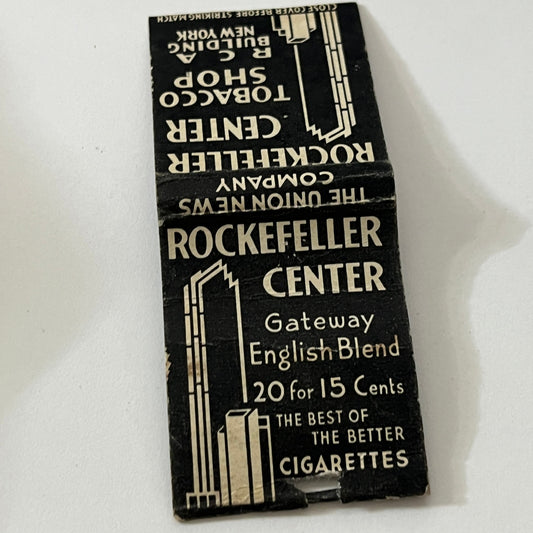 CLOSE COVER BEFORE STRIKING MATCH
ROCKEFELLER
CENTER
TOBACCO
SHOP
RCA
BUILDING
NEW YORK
THE UNION NEWS
COMPANY
ROCKEFELLER
CENTER
Gateway
English Blend
20 for 15 Cents
THE BEST OF
THE BETTER
CIGARETTES